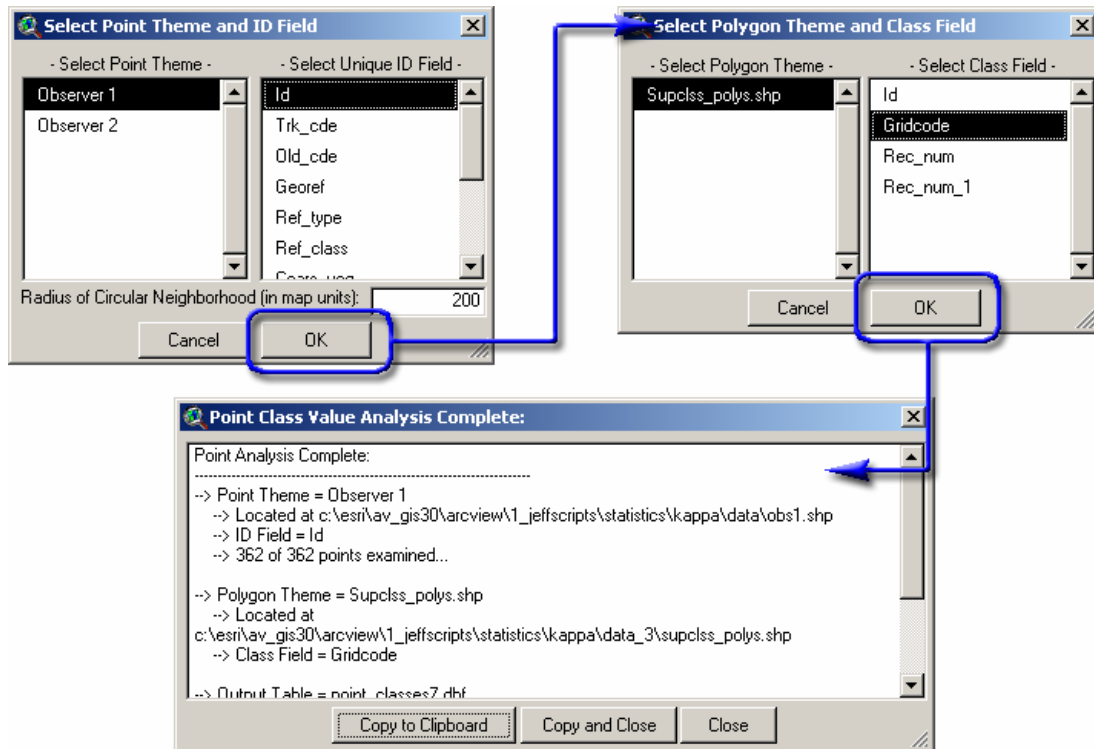 Select Point Theme and ID Field
- Select Point Theme -
- Select Unique ID Field -
Observer 1
Observer 2
Id
Trk_cde
Old_cde
Georef
Ref_type
Ref_class
Radius of Circular Neighborhood (in map units):
200
Cancel
OK
Select Polygon Theme and Class Field
- Select Polygon Theme -
- Select Class Field -
Supclss_polys.shp
Id
Gridcode
Rec_num
Rec_num_1
Cancel
OK
Point Class Value Analysis Complete:
Point Analysis Complete:
--> Point Theme = Observer 1
--> Located at c:\esri\av_gis30\arcview\1_jeffscripts\statistics\kappa\data\obs1.shp
--> ID Field = Id
--> 362 of 362 points examined...
--> Polygon Theme = Supclss_polys.shp
--> Located at
c:\esri\av_gis30\arcview\1_jeffscripts\statistics\kappa\data_3\supclss_polys.shp
--> Class Field = Gridcode
--> Output Table = point_classes7.dbf
Copy to Clipboard
Copy and Close
Close